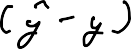 (ŷ - y)